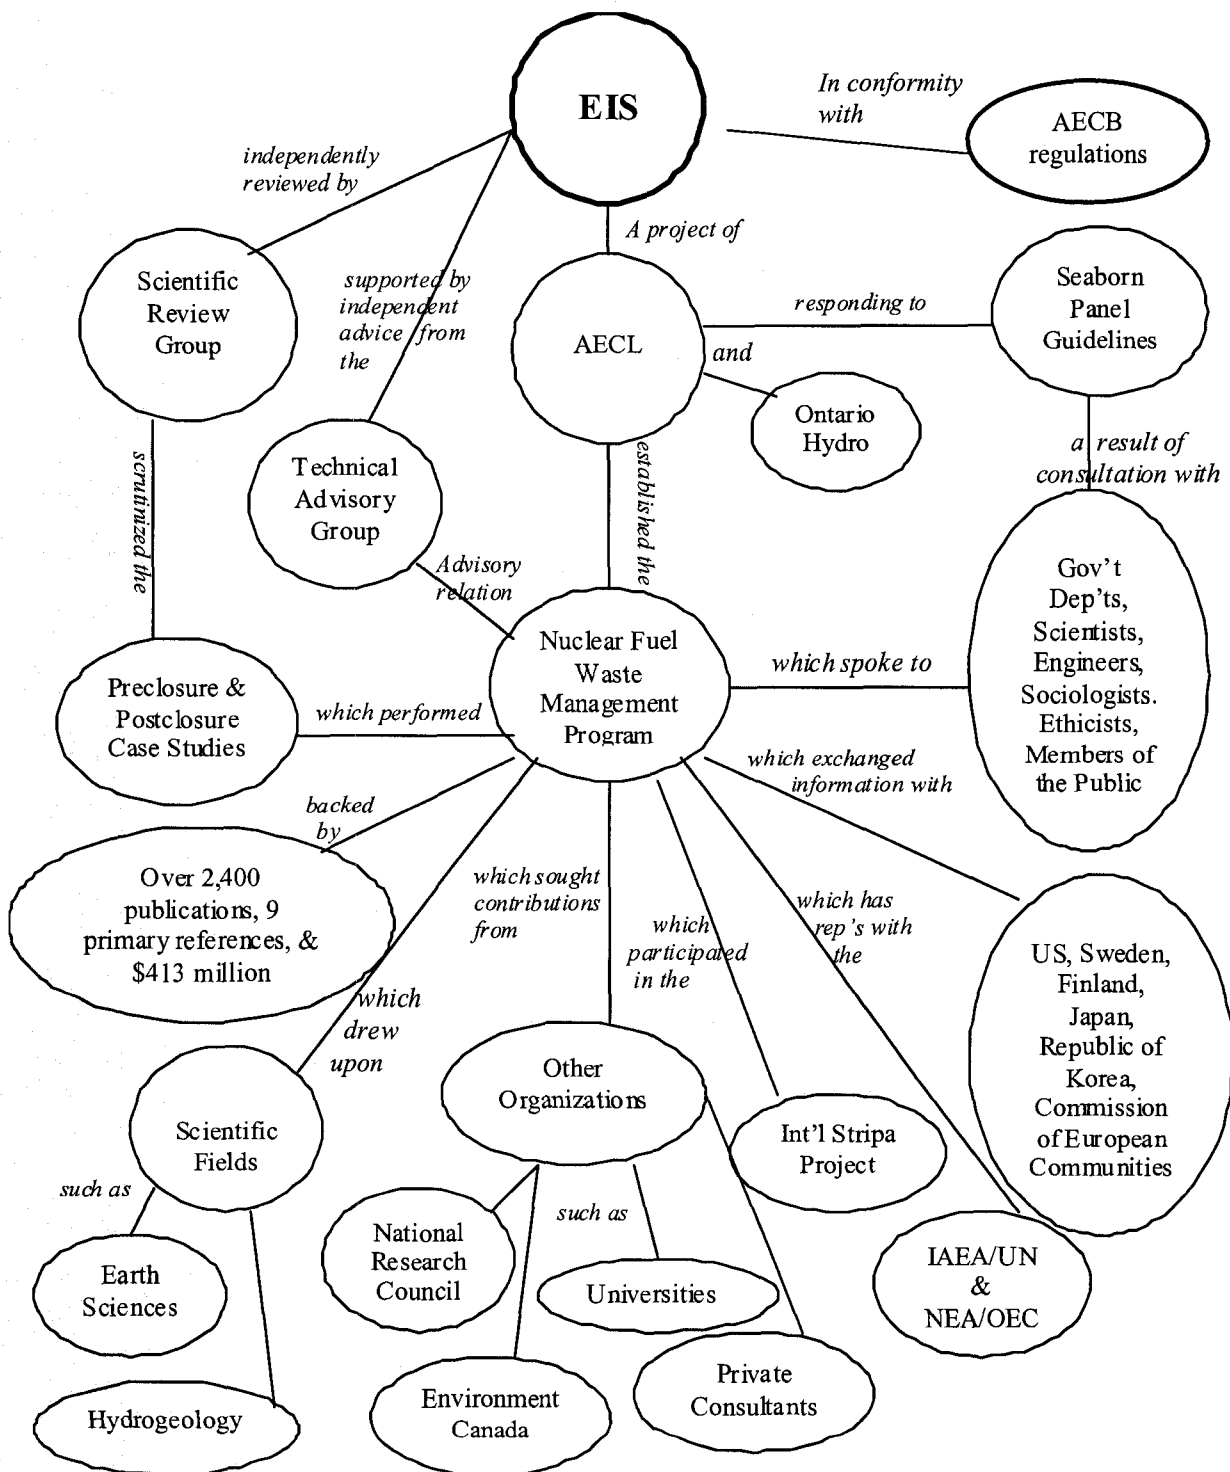 EIS
In conformity
with
AECB
regulations
independently
reviewed by
A project of
Scientific
Review
Group
supported by
independent
advice from
the
AECL
responding to
Seaborn
Panel
Guidelines
and
Ontario
Hydro
scrutinized the
Technical
Advisory
Group
established the
a result of
consultation with
Advisory
relation
Gov't
Dep'ts,
Scientists,
Engineers,
Sociologists.
Ethicists,
Members of
the Public
Nuclear Fuel
Waste
Management
Program
which spoke to
Preclosure &
Postclosure
Case Studies
which performed
which exchanged
information with
backed
by
Over 2,400
publications, 9
primary references, &
$413 million
which sought
contributions
from
which
participated
in the
which has
rep's with
the
US, Sweden,
Finland,
Japan,
Republic of
Korea,
Commission
of European
Communities
which
drew
upon
Other
Organizations
Scientific
Fields
Int'l Stripa
Project
such as
such as
National
Research
Council
Earth
Sciences
Universities
IAEA/UN
&
NEA/OEC
Hydrogeology
Environment
Canada
Private
Consultants